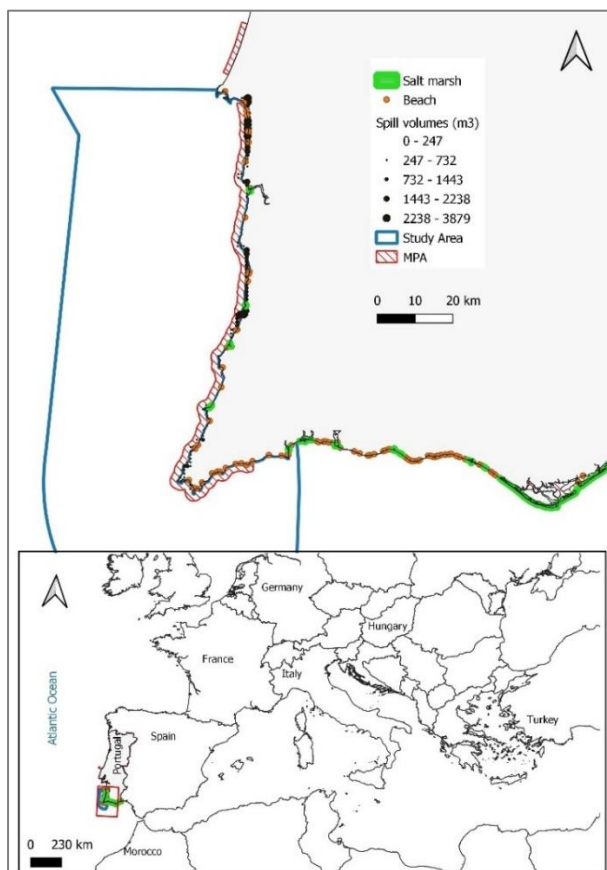 Salt marsh
Beach
Spill volumes (m3)
0 - 247
247 - 732
732 - 1443
1443 - 2238
2238 - 3879
Study Area
MPA
0 10 20 km
Germany
Hungary
France
Italy
Atlantic Ocean
Portugal
Spain
Turkey
0 230 km
Morocco